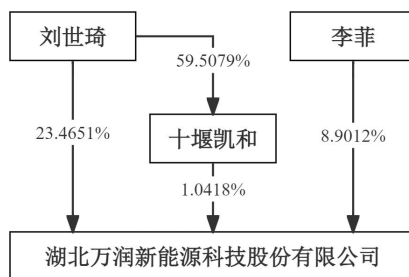 刘世琦
李菲
59.5079%
十堰凯和
23.4651%
8.9012%
1.0418%
湖北万润新能源科技股份有限公司